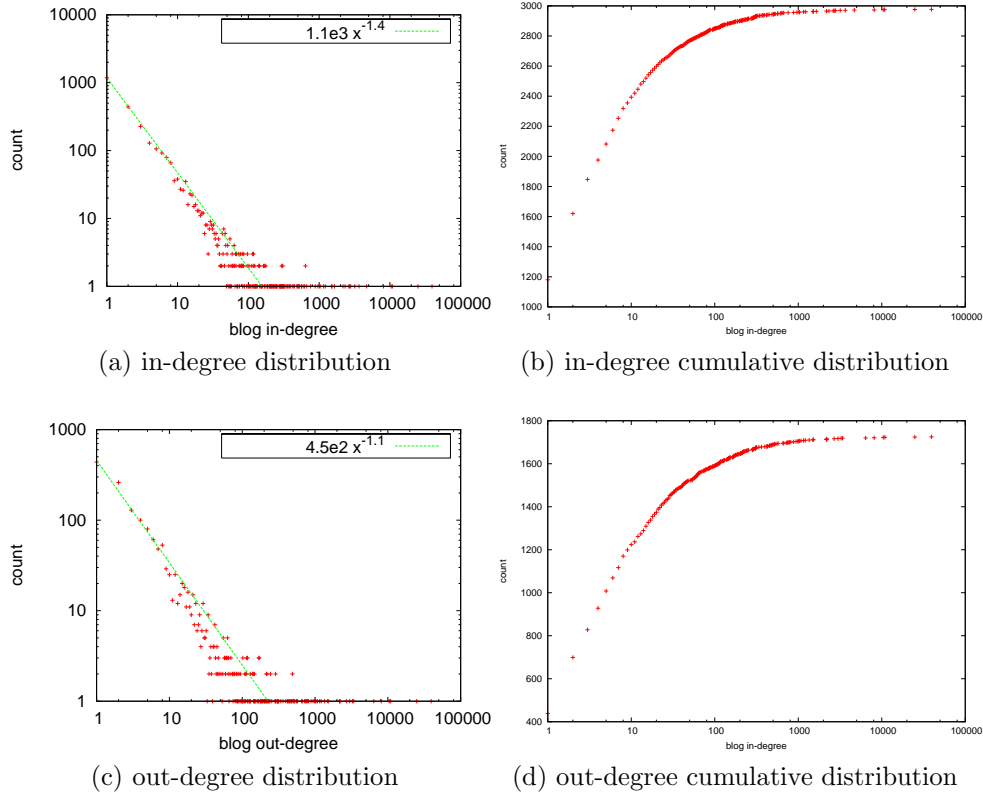 10000
1000
100
10
1
count
1.1e3 x^-1.4
1 10 100 1000 10000 100000
blog in-degree
(a) in-degree distribution
3000
2800
2600
2400
2200
2000
1800
1600
1400
1200
1000
count
1 10 100 1000 10000 100000
blog in-degree
(b) in-degree cumulative distribution
1000
100
10
1
count
4.5e2 x^-1.1
1 10 100 1000 10000 100000
blog out-degree
(c) out-degree distribution
1800
1600
1400
1200
1000
800
600
400
count
1 10 100 1000 10000 100000
blog in-degree
(d) out-degree cumulative distribution